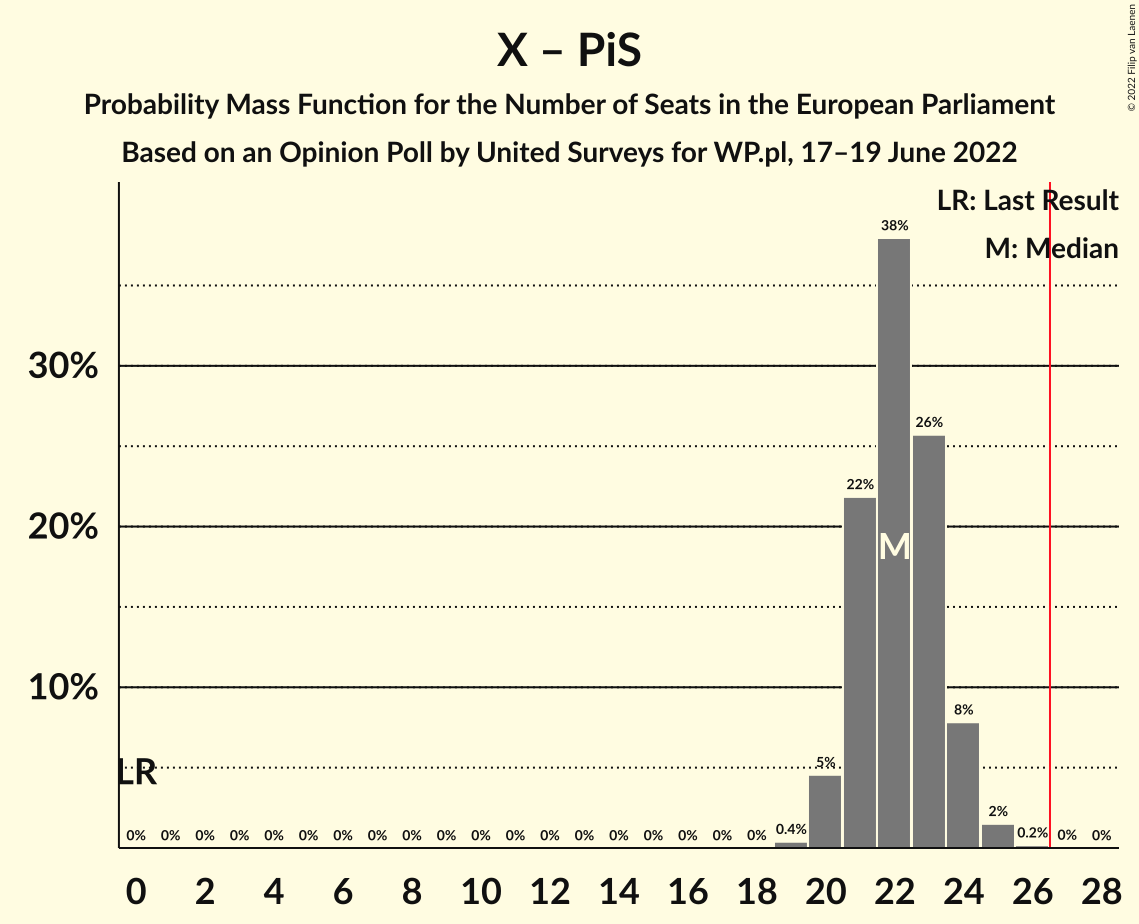 X – PiS
Probability Mass Function for the Number of Seats in the European Parliament
Based on an Opinion Poll by United Surveys for WP.pl, 17–19 June 2022
© 2022 Filip van Laenen
LR: Last Result
M: Median
38%
30%
26%
22%
20%
M
10%
8%
LR
5%
0% 0% 0% 0% 0% 0% 0% 0% 0% 0% 0% 0% 0% 0% 0% 0% 0% 0% 0% 0.4% 2% 0.2% 0% 0%
0 2 4 6 8 10 12 14 16 18 20 22 24 26 28